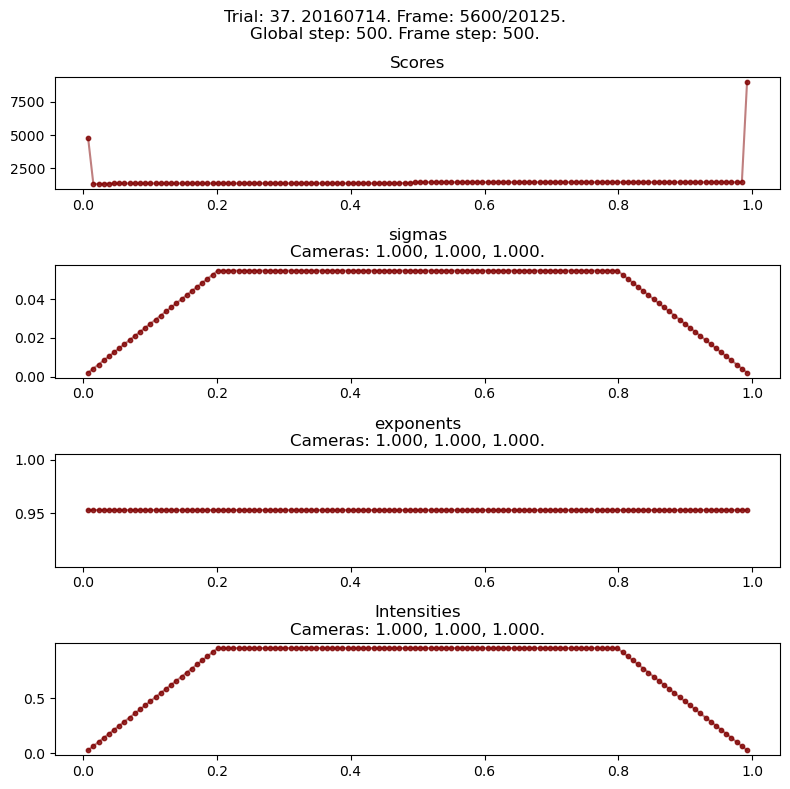 Trial: 37. 20160714. Frame: 5600/20125.
Global step: 500. Frame step: 500.
Scores
7500
5000
2500
0.0 0.2 0.4 0.6 0.8 1.0
sigmas
Cameras: 1.000, 1.000, 1.000.
0.04
0.02
0.00
0.0 0.2 0.4 0.6 0.8 1.0
exponents
Cameras: 1.000, 1.000, 1.000.
1.00
0.95
0.0 0.2 0.4 0.6 0.8 1.0
Intensities
Cameras: 1.000, 1.000, 1.000.
0.5
0.0
0.0 0.2 0.4 0.6 0.8 1.0